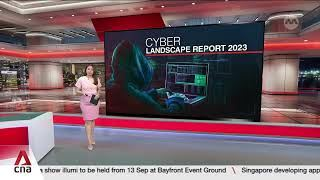 CYBER
LANDSCAPE REPORT 2023
cna
a show illumi to be held from 13 Sep at Bayfront Event Ground
Singapore developing app